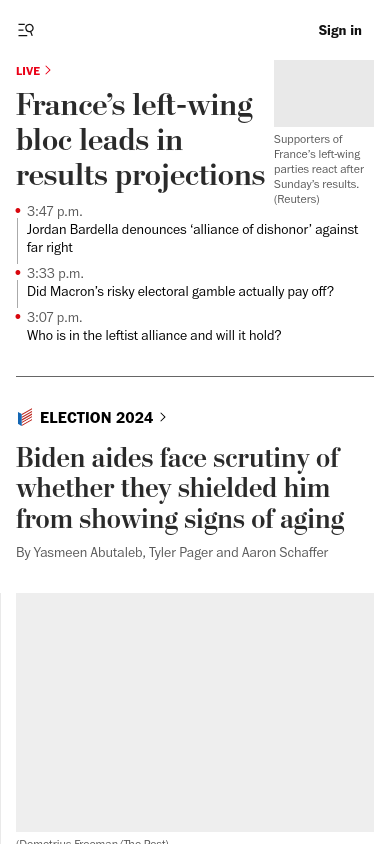 Sign in
LIVE
France’s left-wing
bloc leads in
results projections
Supporters of
France’s left-wing
parties react after
Sunday’s results.
(Reuters)
3:47 p.m.
Jordan Bardella denounces ‘alliance of dishonor’ against
far right
3:33 p.m.
Did Macron’s risky electoral gamble actually pay off?
3:07 p.m.
Who is in the leftist alliance and will it hold?
ELECTION 2024
Biden aides face scrutiny of
whether they shielded him
from showing signs of aging
By Yasmeen Abutaleb, Tyler Pager and Aaron Schaffer
(Demetrius Freeman/The Post)